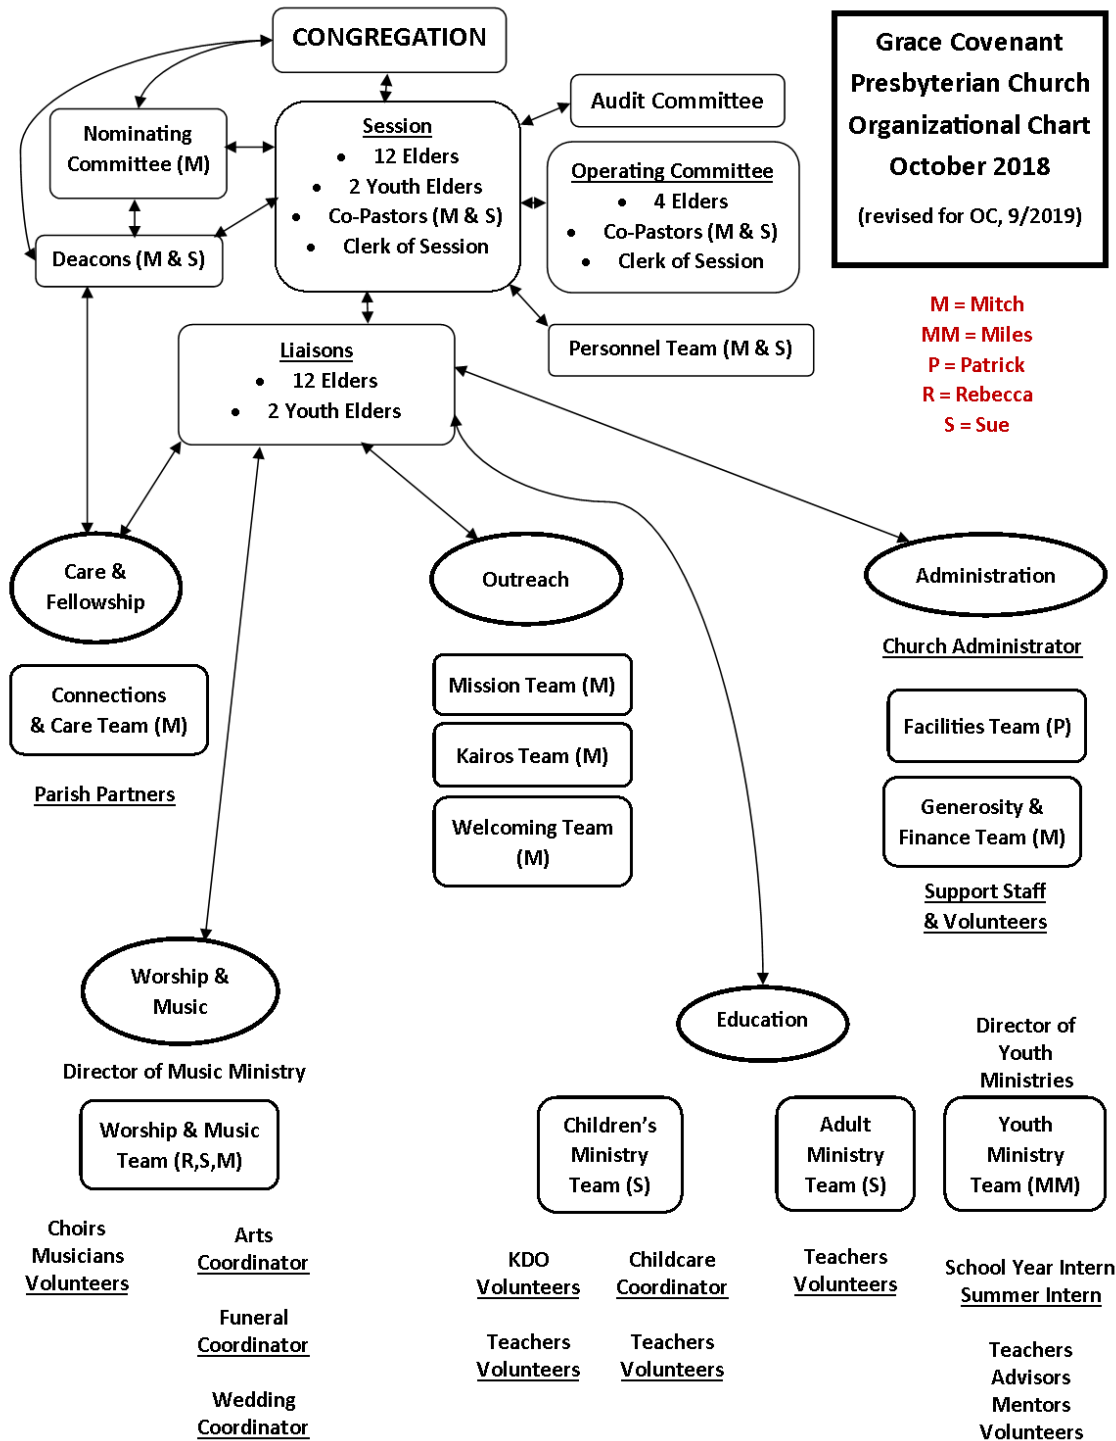 CONGREGATION
Grace Covenant
Presbyterian Church
Organizational Chart
October 2018
(revised for OC, 9/2019)
Nominating
Committee (M)
Session
• 12 Elders
• 2 Youth Elders
• Co-Pastors (M & S)
• Clerk of Session
Audit Committee
Operating Committee
• 4 Elders
• Co-Pastors (M & S)
• Clerk of Session
Deacons (M & S)
Personnel Team (M & S)
M = Mitch
MM = Miles
P = Patrick
R = Rebecca
S = Sue
Liaisons
• 12 Elders
• 2 Youth Elders
Care &
Fellowship
Connections
& Care Team (M)
Parish Partners
Outreach
Mission Team (M)
Kairos Team (M)
Welcoming Team
(M)
Administration
Church Administrator
Facilities Team (P)
Generosity &
Finance Team (M)
Support Staff
& Volunteers
Worship &
Music
Director of Music Ministry
Worship & Music
Team (R,S,M)
Choirs
Musicians
Volunteers
Arts
Coordinator
Funeral
Coordinator
Wedding
Coordinator
Education
Children's
Ministry
Team (S)
KDO
Volunteers
Teachers
Volunteers
Childcare
Coordinator
Teachers
Volunteers
Adult
Ministry
Team (S)
Teachers
Volunteers
Director of
Youth
Ministries
Youth
Ministry
Team (MM)
School Year Intern
Summer Intern
Teachers
Advisors
Mentors
Volunteers